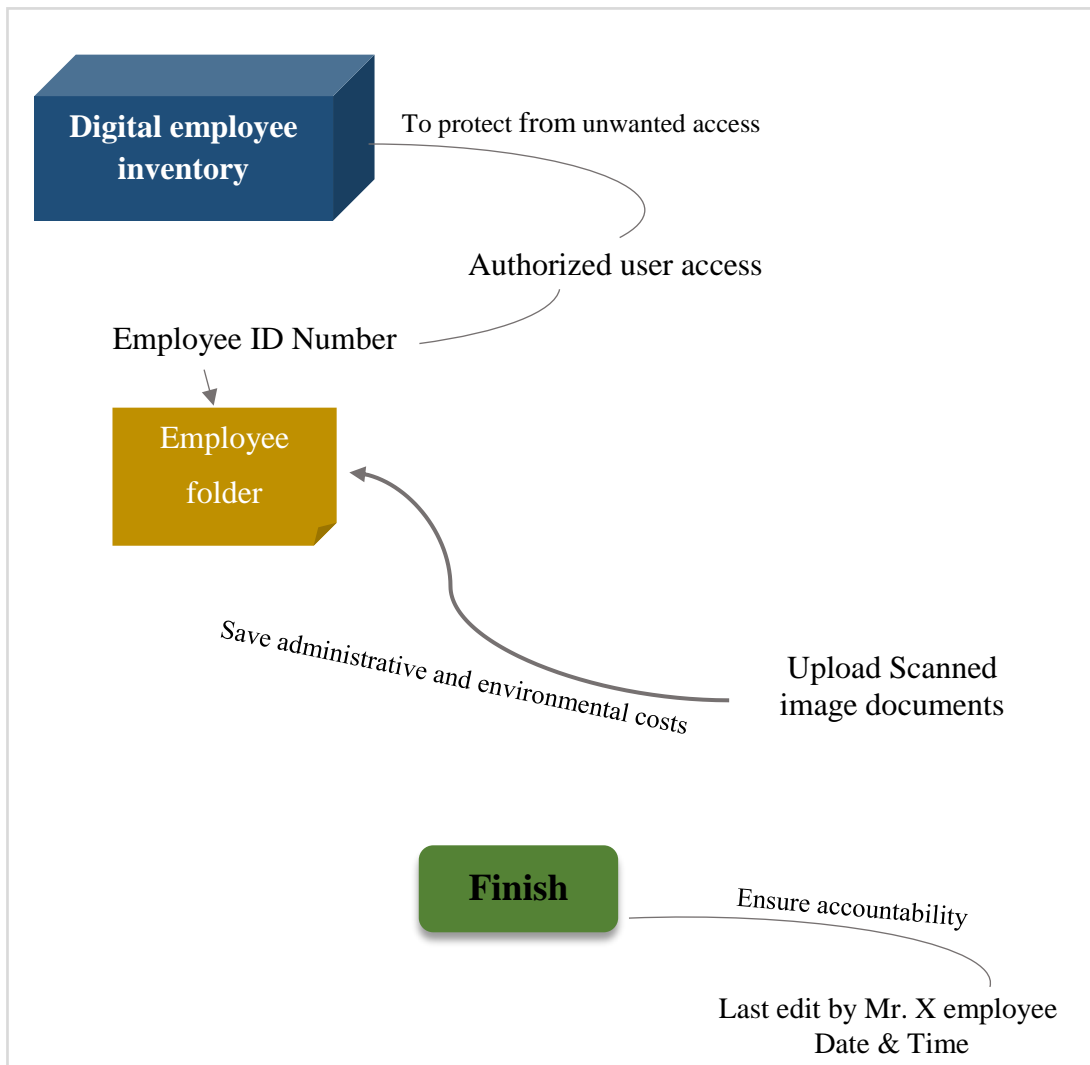 Digital employee
inventory
To protect from unwanted access
Authorized user access
Employee ID Number
Employee
folder
Save administrative and environmental costs
Upload Scanned
image documents
Finish
Ensure accountability
Last edit by Mr. X employee
Date & Time